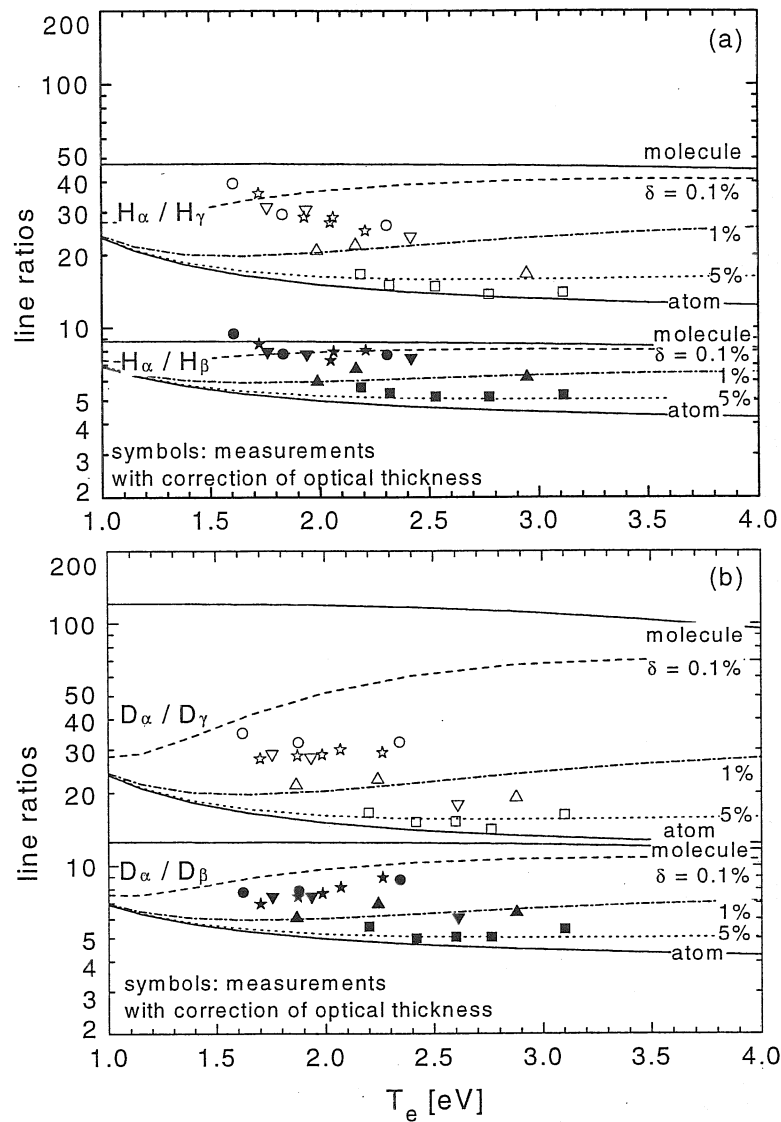 200
(a)
100
50
molecule
40
δ = 0.1%
30
Hα / Hγ
1%
20
5%
atom
10
molecule
δ = 0.1%
Hα / Hβ
1%
5
5%
atom
4
symbols: measurements
3
with correction of optical thickness
2
1.0 1.5 2.0 2.5 3.0 3.5 4.0
line ratios
200
(b)
100
molecule
δ = 0.1%
50
Dα / Dγ
40
30
1%
20
5%
atom
molecule
10
Dα / Dβ
δ = 0.1%
1%
5
5%
atom
4
symbols: measurements
3
with correction of optical thickness
2
1.0 1.5 2.0 2.5 3.0 3.5 4.0
line ratios
Te [eV]